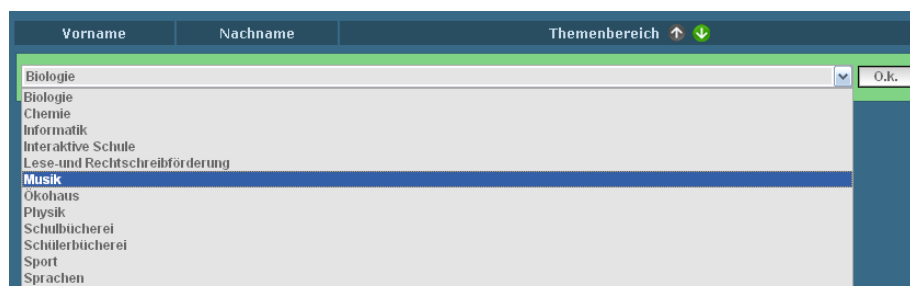 Vorname Nachname Themenbereich
Biologie O.k.
Biologie
Chemie
Informatik
Interaktive Schule
Lese-und Rechtschreibförderung
Musik
Ökohaus
Physik
Schulbücherei
Schülerbücherei
Sport
Sprachen